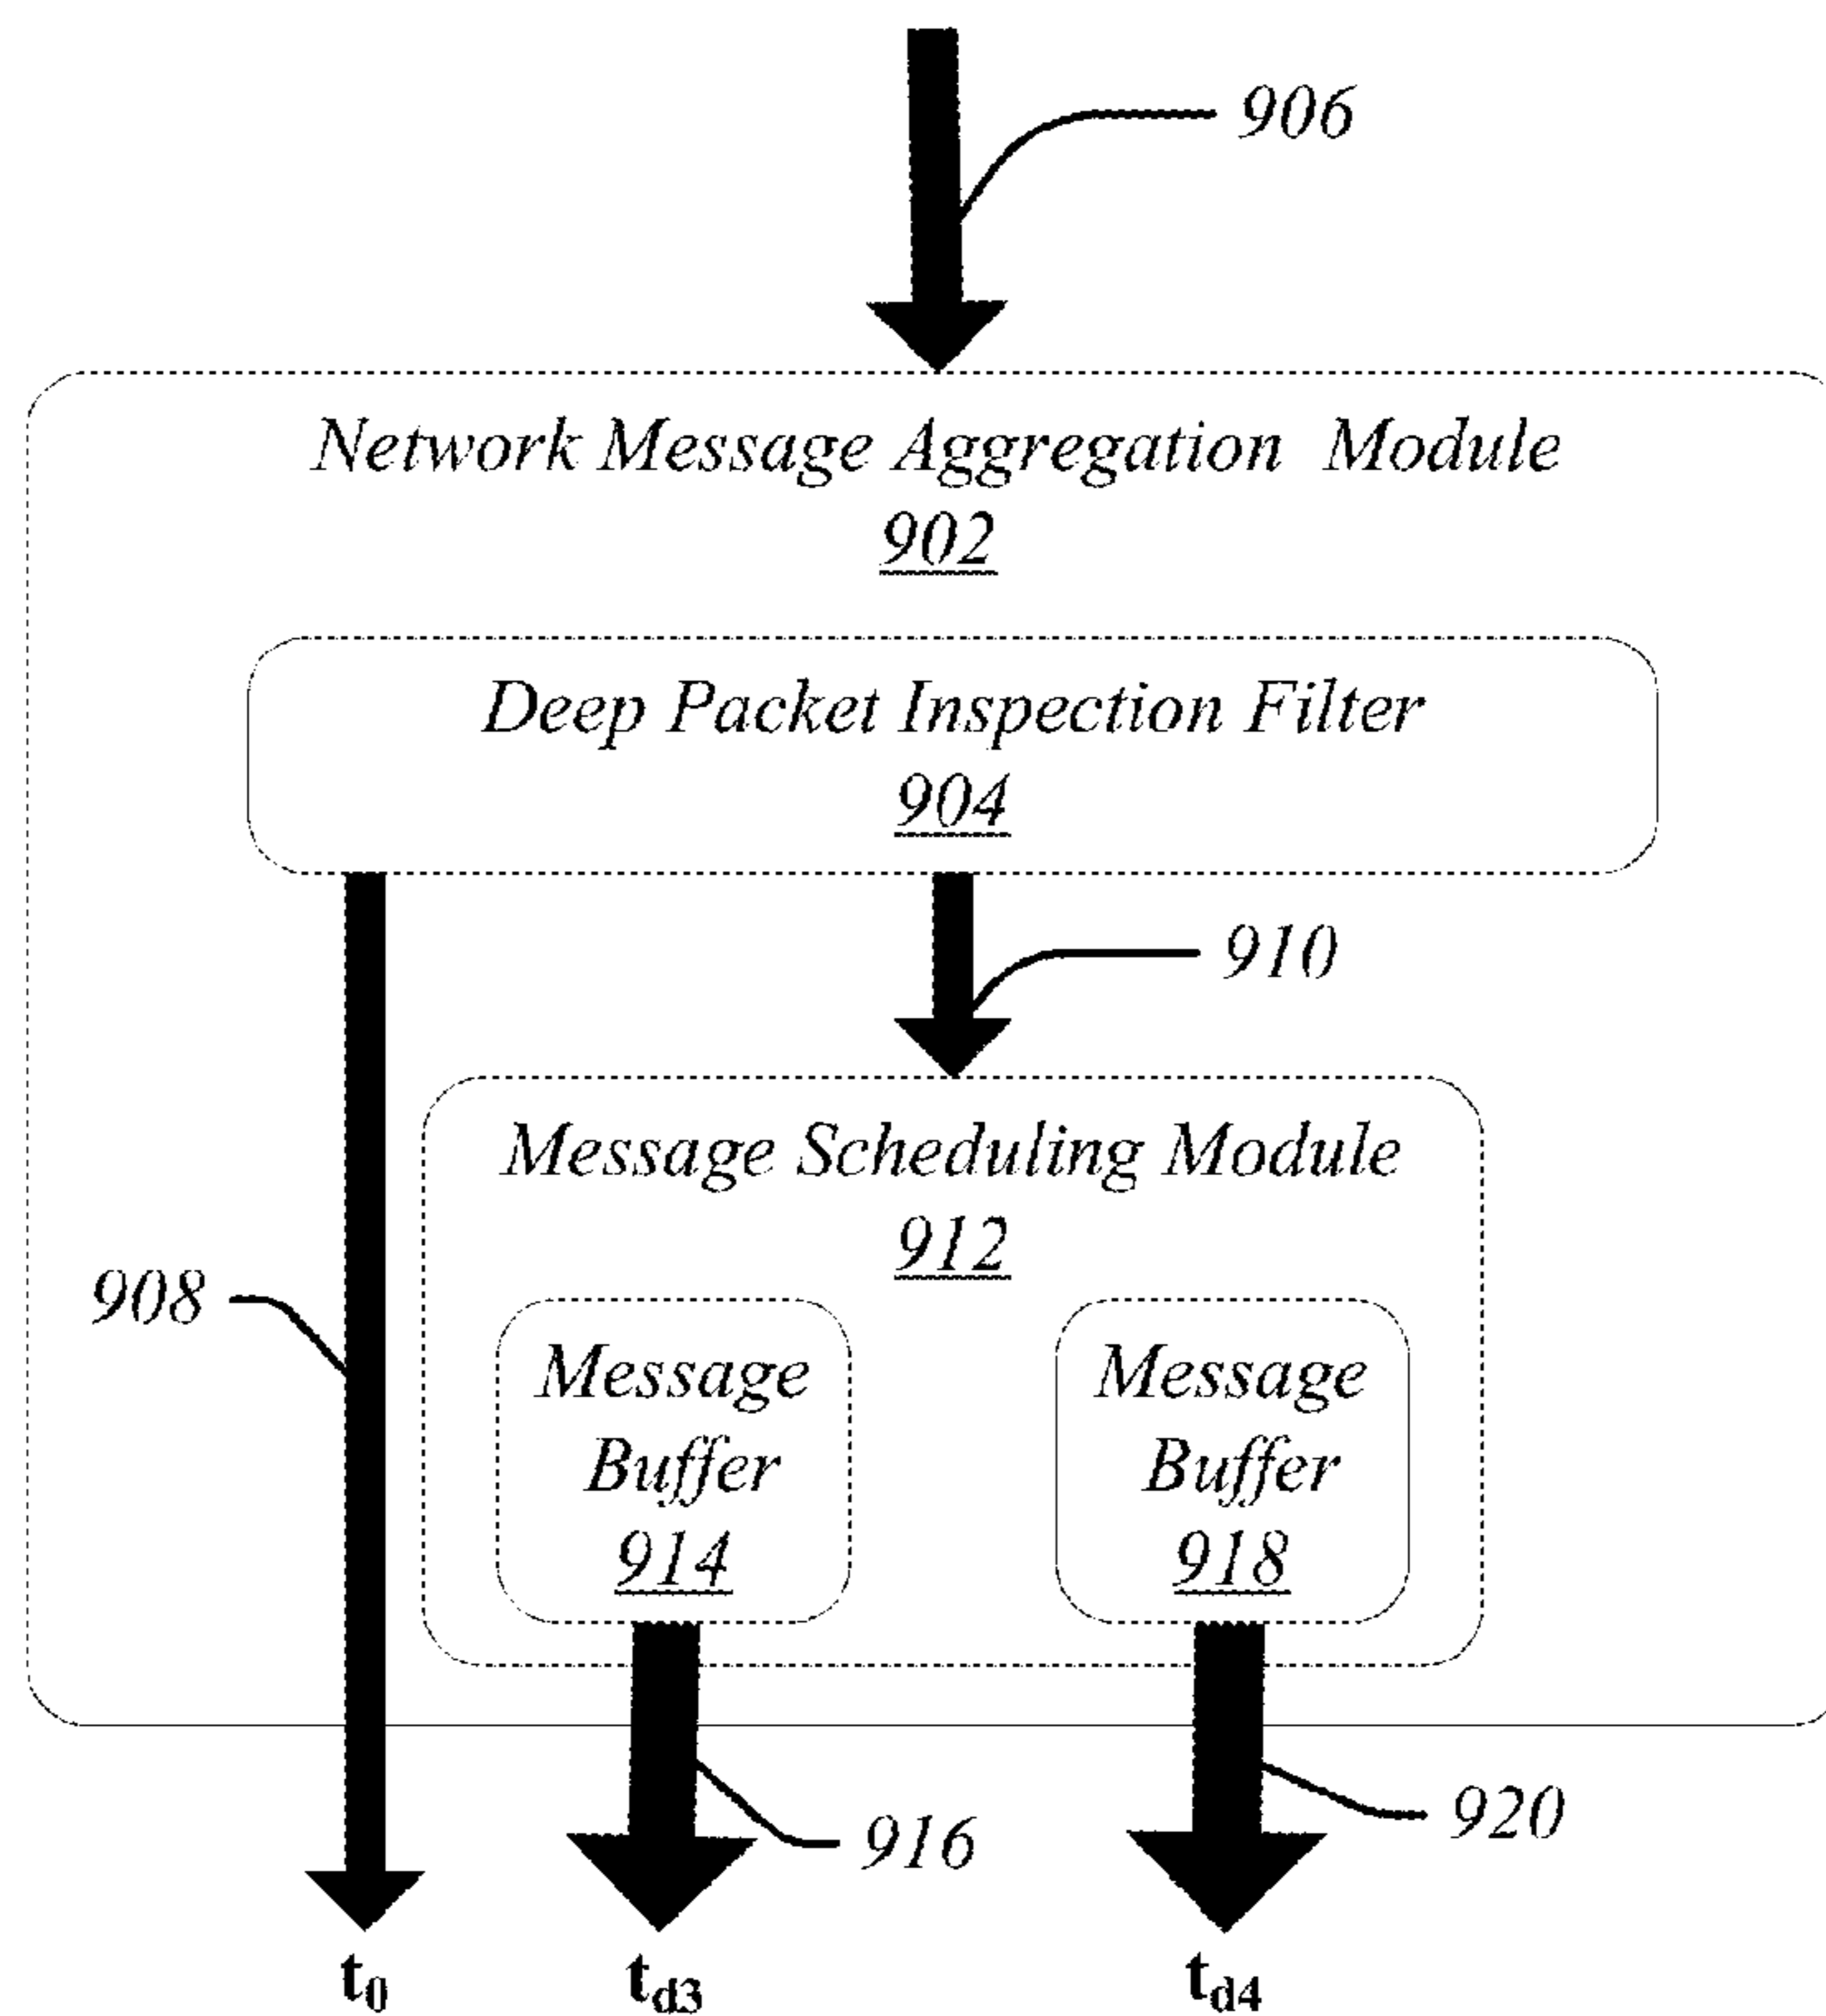 906
Network Message Aggregation Module
902
Deep Packet Inspection Filter
904
910
Message Scheduling Module
912
908
Message
Buffer
914
Message
Buffer
918
916
920
t0
td3
td4